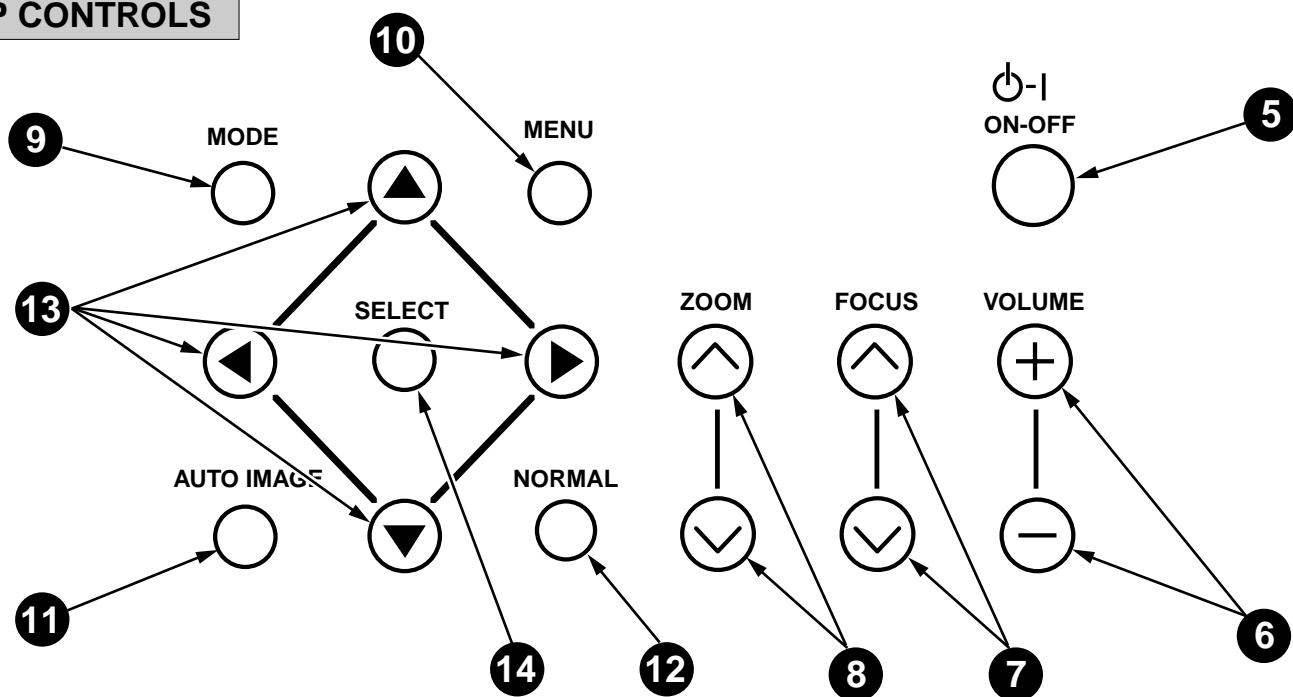 P CONTROLS
10
5
ON-OFF
9
MODE
MENU
13
SELECT
ZOOM
FOCUS
VOLUME
AUTO IMAGE
NORMAL
11
14
12
8
7
6